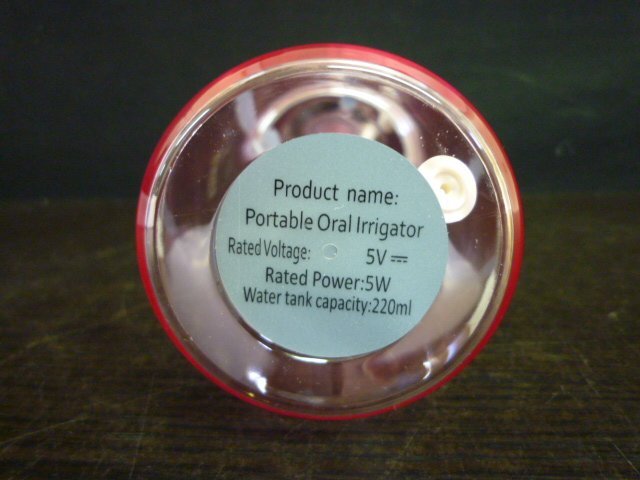 Product name:
Portable Oral Irrigator
Rated Voltage: 5V ⎓
Rated Power:5W
Water tank capacity:220ml